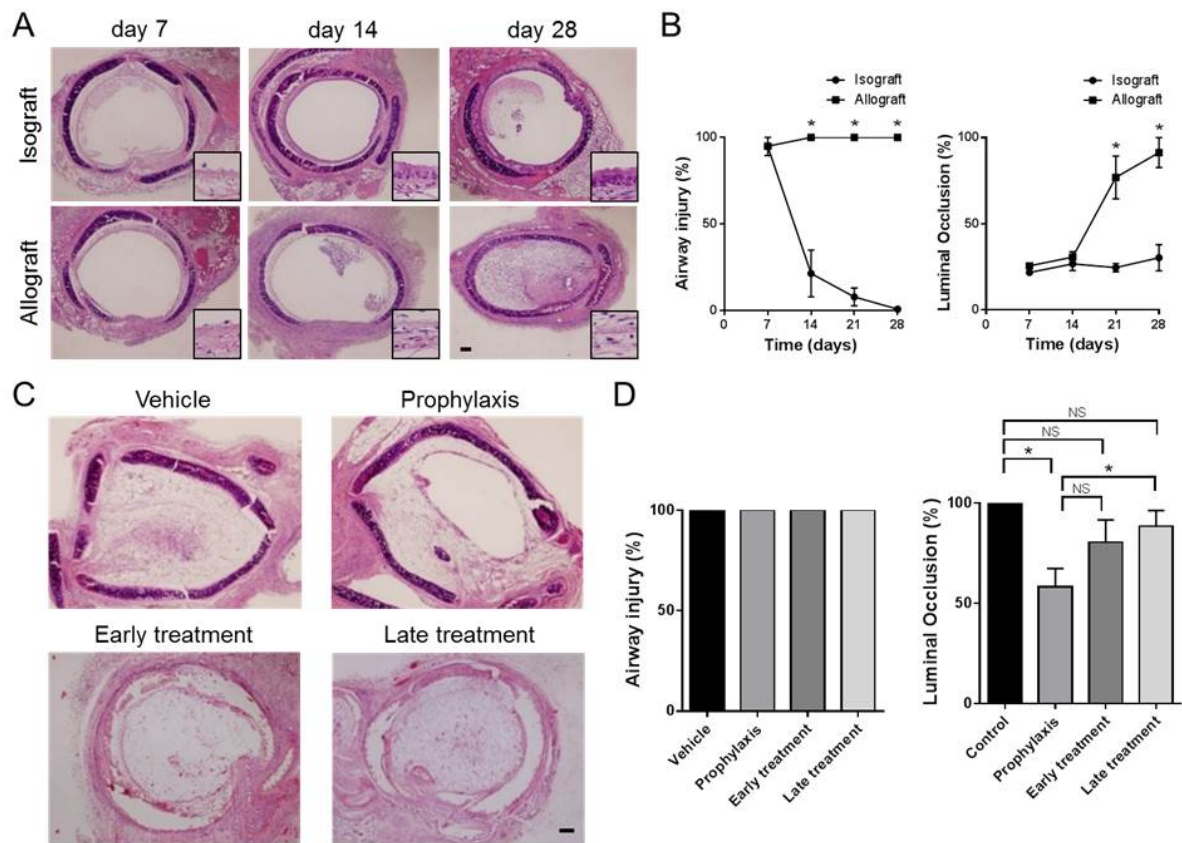 A
day 7
day 14
day 28
Isograft
Allograft
B
Isograft
Allograft
* * *
Airway injury (%)
100
50
0
0 7 14 21 28
Time (days)
Isograft
Allograft
*
*
Luminal Occlusion (%)
100
50
0
0 7 14 21 28
Time (days)
C
Vehicle
Prophylaxis
Early treatment
Late treatment
D
Airway injury (%)
100
50
0
Vehicle
Prophylaxis
Early treatment
Late treatment
NS
NS
* *
NS
Luminal Occlusion (%)
100
50
0
Control
Prophylaxis
Early treatment
Late treatment